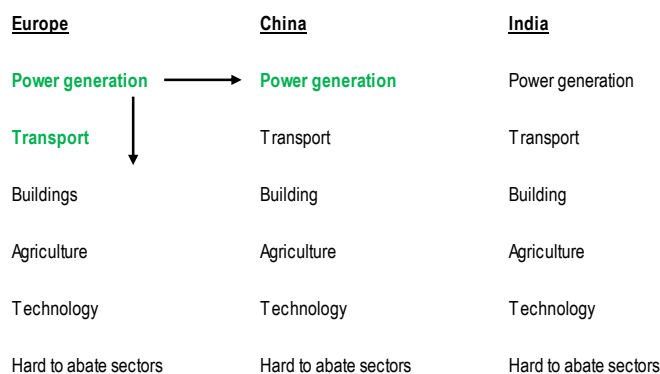 Europe China India
Power generation Power generation Power generation
Transport Transport Transport
Buildings Building Building
Agriculture Agriculture Agriculture
Technology Technology Technology
Hard to abate sectors Hard to abate sectors Hard to abate sectors